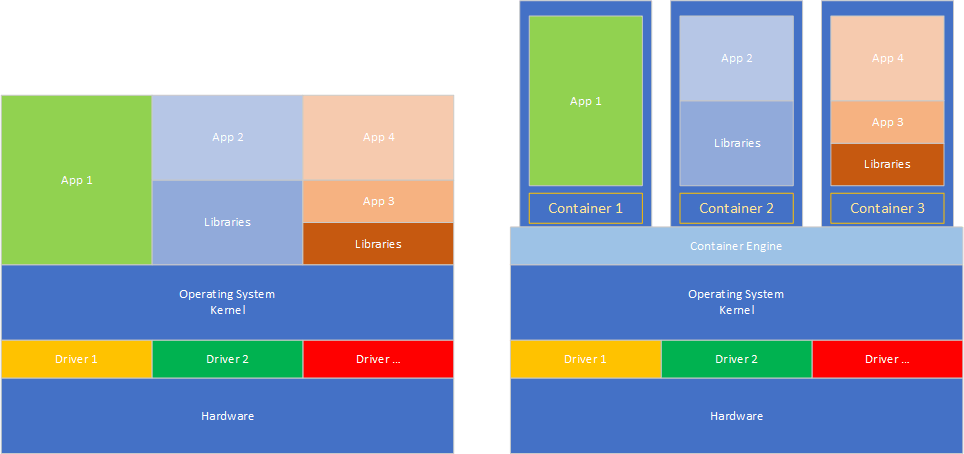 App 1
App 2
Libraries
App 4
App 3
Libraries
Operating System
Kernel
Driver 1
Driver 2
Driver ...
Hardware
App 1
Container 1
App 2
Libraries
Container 2
App 4
App 3
Libraries
Container 3
Container Engine
Operating System
Kernel
Driver 1
Driver 2
Driver ...
Hardware